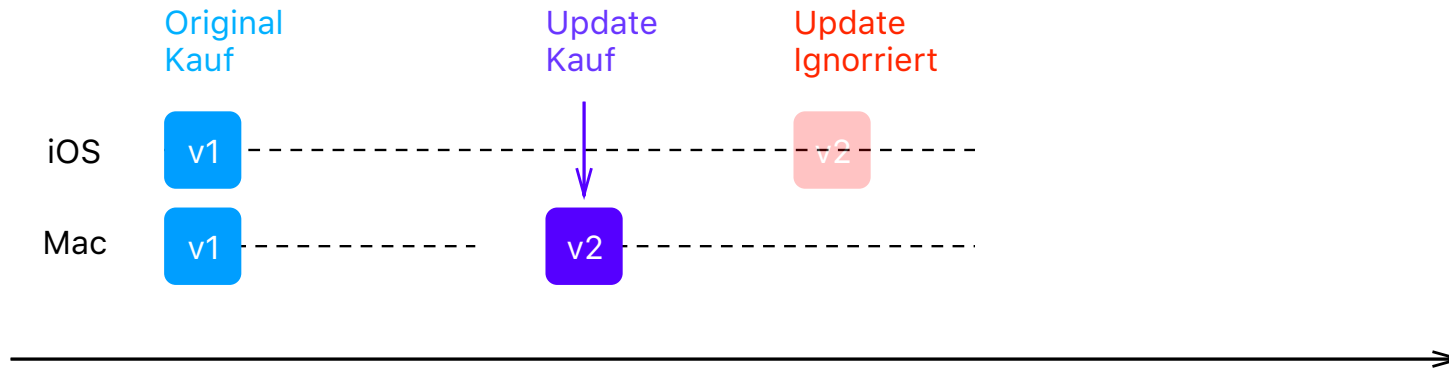 Original
Kauf
Update
Kauf
Update
Ignorriert
iOS
v1
v2
Mac
v1
v2